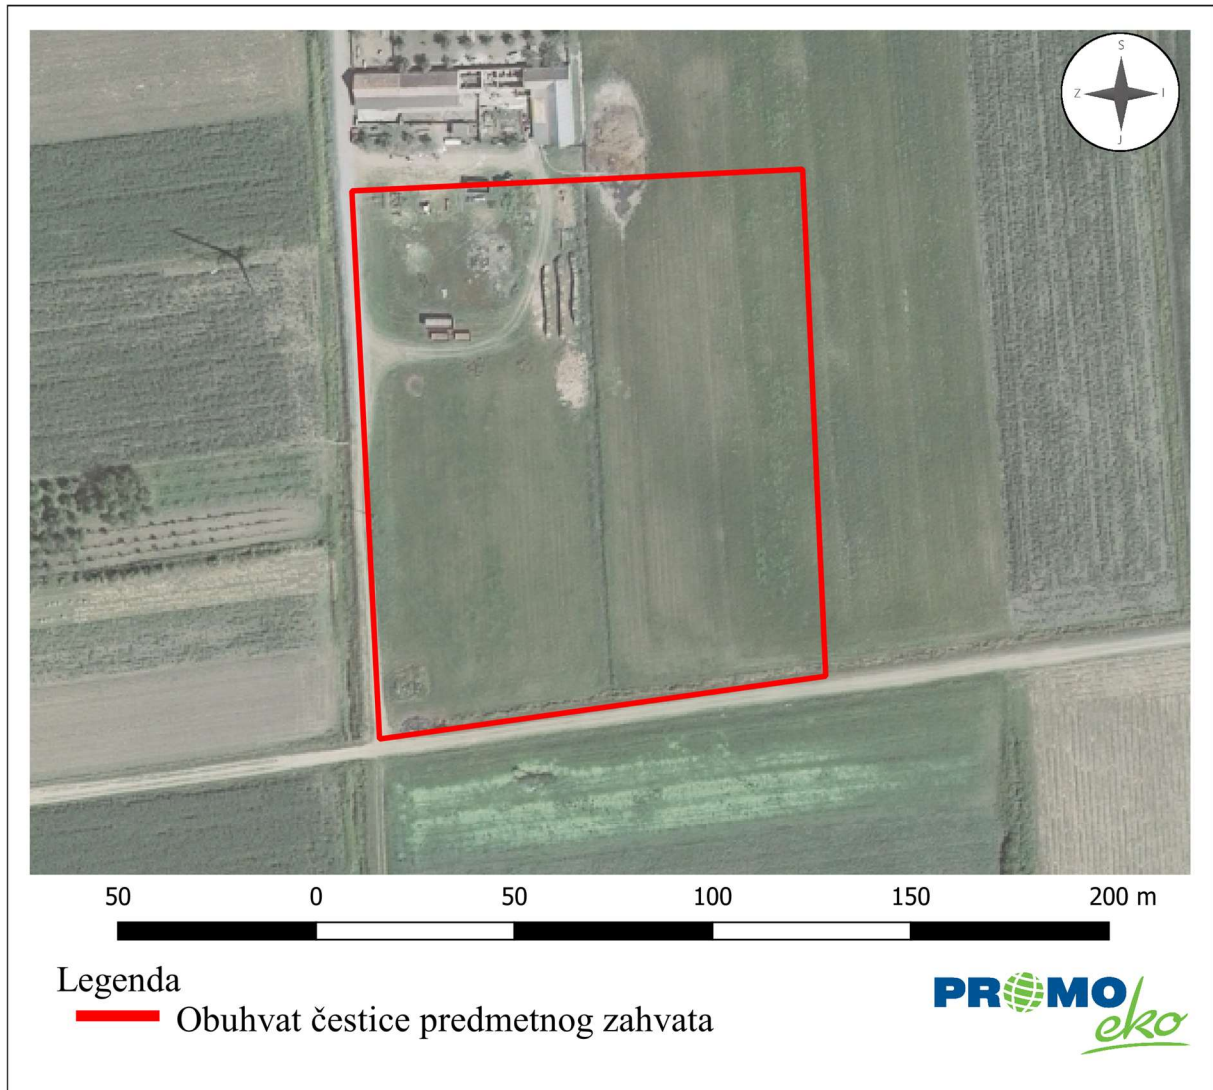 S
Z I
J
50 0 50 100 150 200 m
Legenda
Obuhvat čestice predmetnog zahvata
PROMO
eko